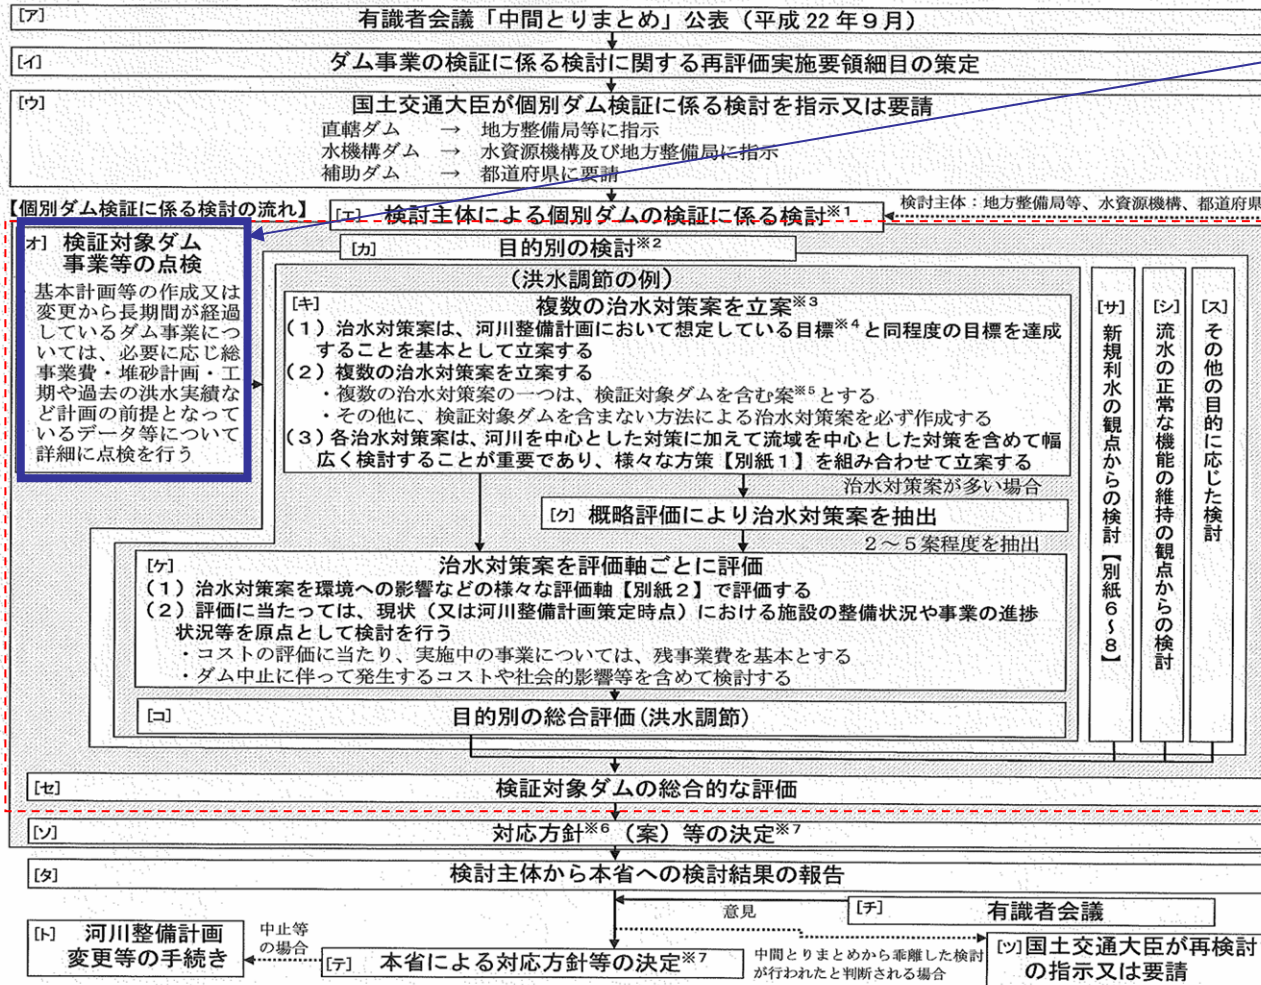 [ア] 有識者会議「中間とりまとめ」公表（平成22年９月）
[イ] ダム事業の検証に係る検討に関する再評価実施要領細目の策定
[ウ] 国土交通大臣が個別ダム検証に係る検討を指示又は要請
直轄ダム → 地方整備局等に指示
水機構ダム → 水資源機構及び地方整備局に指示
補助ダム → 都道府県に要請
【個別ダム検証に係る検討の流れ】
[エ] 検討主体による個別ダムの検証に係る検討※1
検討主体：地方整備局等、水資源機構、都道府県
オ] 検証対象ダム
事業等の点検
基本計画等の作成又は
変更から長期間が経過
しているダム事業につ
いては、必要に応じ総
事業費・堆砂計画・工
期や過去の洪水実績な
ど計画の前提となって
いるデータ等について
詳細に点検を行う
[カ] 目的別の検討※2
(洪水調節の例)
[キ] 複数の治水対策案を立案※3
（１）治水対策案は、河川整備計画において想定している目標※4と同程度の目標を達成
することを基本として立案する
（２）複数の治水対策案を立案する
・複数の治水対策案の一つは、検証対象ダムを含む案※5とする
・その他に、検証対象ダムを含まない方法による治水対策案を必ず作成する
（３）各治水対策案は、河川を中心とした対策に加えて流域を中心とした対策を含めて幅
広く検討することが重要であり、様々な方策【別紙１】を組み合わせて立案する
治水対策案が多い場合
[ク] 概略評価により治水対策案を抽出
２～５案程度を抽出
[ケ] 治水対策案を評価軸ごとに評価
（１）治水対策案を環境への影響などの様々な評価軸【別紙２】で評価する
（２）評価に当たっては、現状（又は河川整備計画策定時点）における施設の整備状況や事業の進捗
状況等を原点として検討を行う
・コストの評価に当たり、実施中の事業については、残事業費を基本とする
・ダム中止に伴って発生するコストや社会的影響等を含めて検討する
[コ] 目的別の総合評価(洪水調節)
[サ] 新規利水の観点からの検討【別紙６～８】
[シ] 流水の正常な機能の維持の観点からの検討
[ス] その他の目的に応じた検討
[セ] 検証対象ダムの総合的な評価
[ソ] 対応方針※6（案）等の決定※7
[タ] 検討主体から本省への検討結果の報告
意見
[チ] 有識者会議
[ト] 河川整備計画
変更等の手続き
中止等
の場合
[テ] 本省による対応方針等の決定※7
中間とりまとめから乖離した検討
が行われたと判断される場合
[ツ] 国土交通大臣が再検討
の指示又は要請